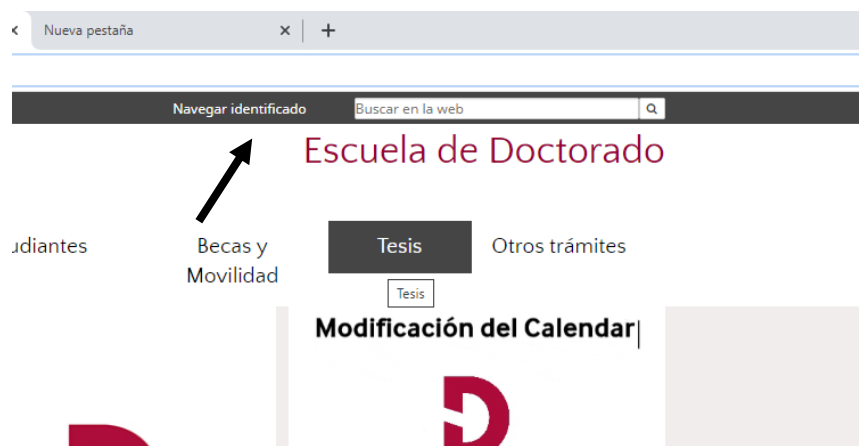 Nueva pestaña
Navegar identificado
Buscar en la web
Escuela de Doctorado
udiantes
Becas y
Movilidad
Tesis
Otros trámites
Tesis
Modificación del Calendar